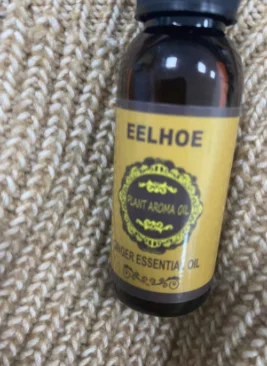 EELHOE
PLANT AROMA OIL
GINGER ESSENTIAL OIL